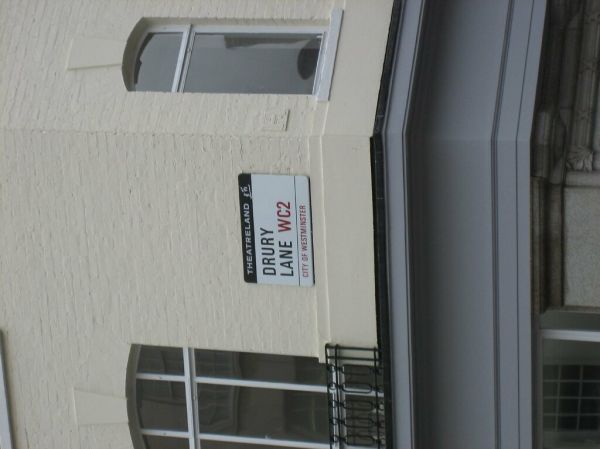 THEATRELAND
DRURY
LANE WC2
CITY OF WESTMINSTER